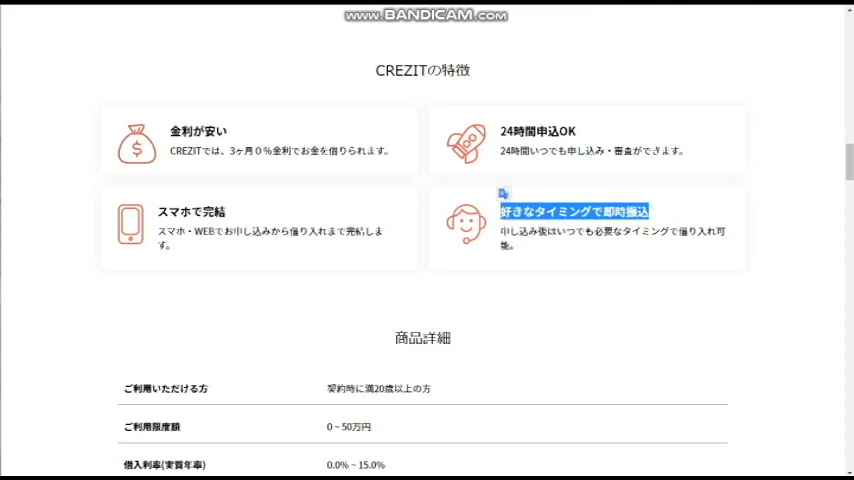 www.BANDICAM.com
CREZITの特徴
金利が安い
CREZITでは、3ヶ月０％金利でお金を借りられます。
24時間申込OK
24時間いつでも申し込み・審査ができます。
スマホで完結
スマホ・WEBでお申し込みから借り入れまで完結しま
す。
好きなタイミングで即時振込
申し込み後はいつでも必要なタイミングで借り入れ可
能。
商品詳細
ご利用いただける方 契約時に満20歳以上の方
ご利用限度額 0 ~ 50万円
借入利率(実質年率) 0.0% ~ 15.0%